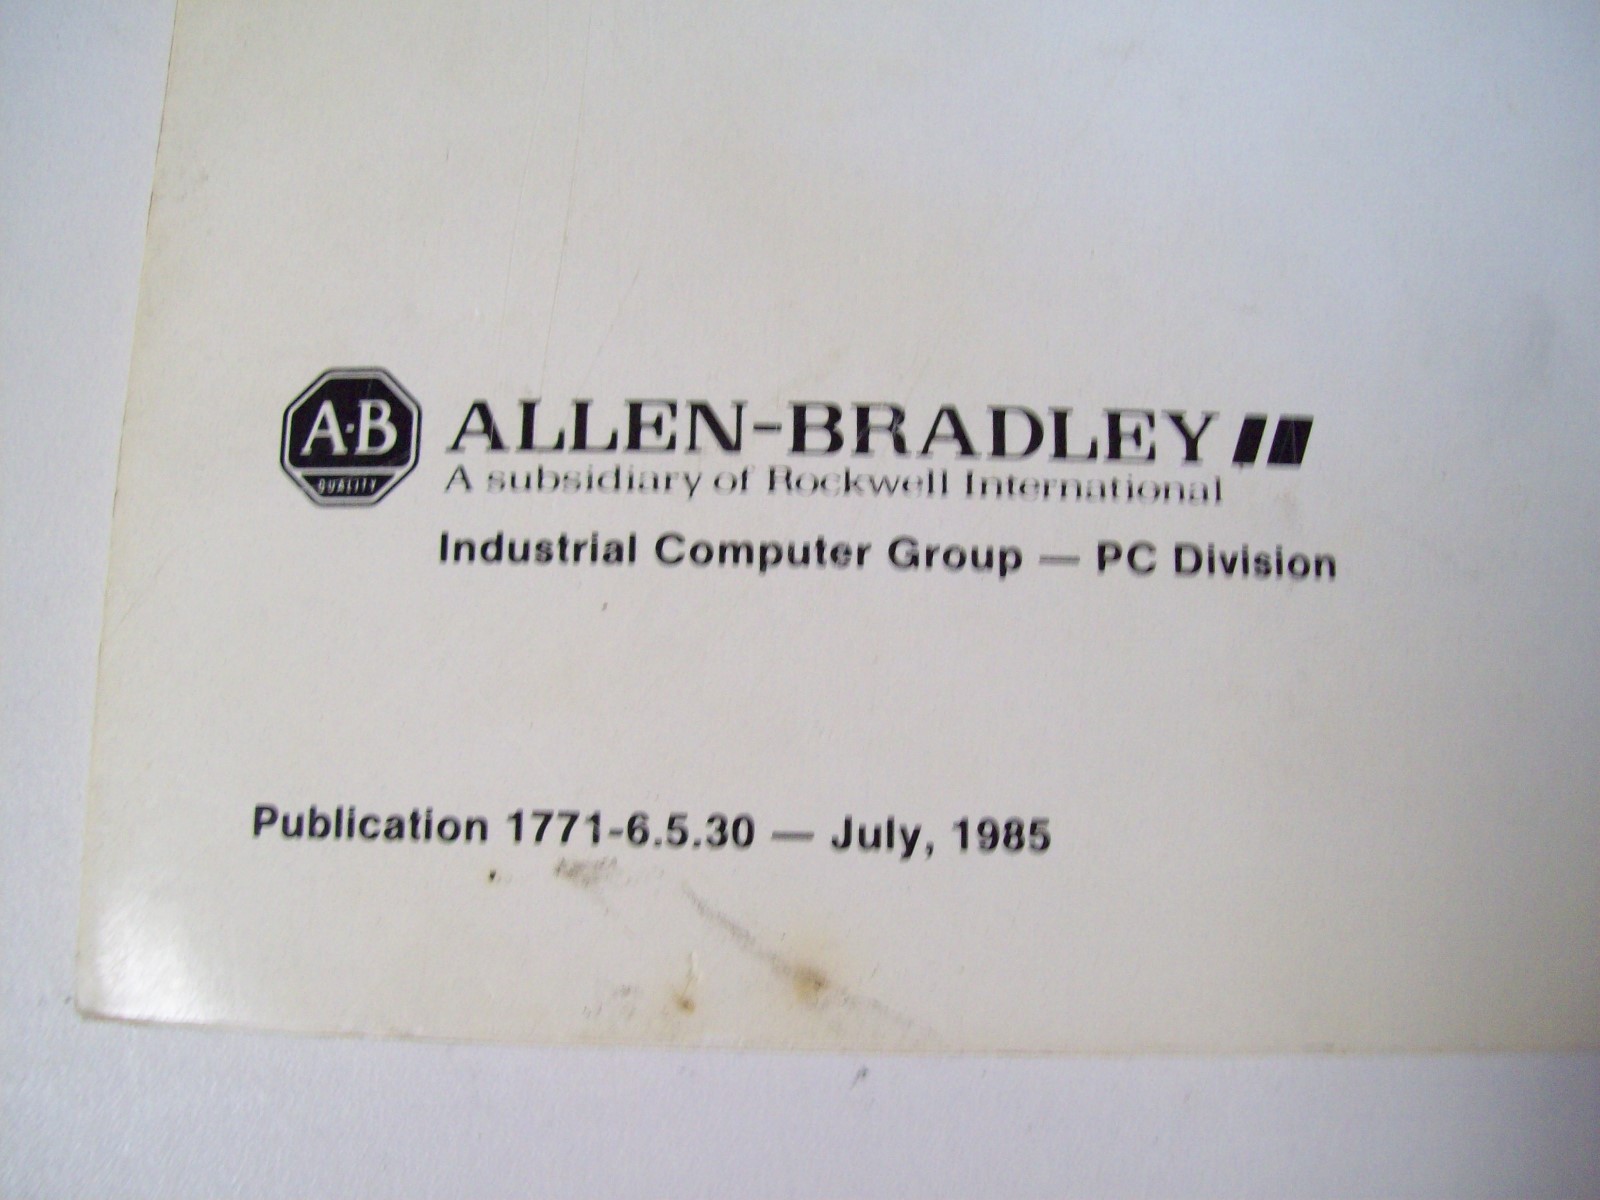 A·B
QUALITY
ALLEN-BRADLEY
A subsidiary of Rockwell International
Industrial Computer Group — PC Division
Publication 1771-6.5.30 — July, 1985